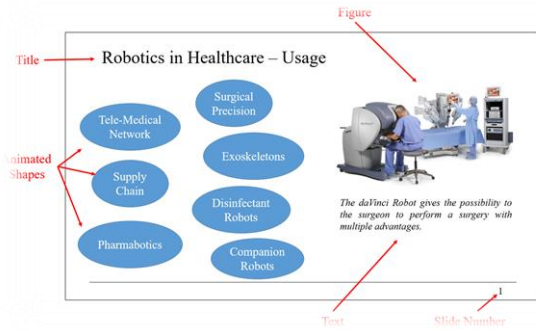 Figure
Title
Robotics in Healthcare – Usage
Surgical
Precision
Tele-Medical
Network
Exoskeletons
Animated
Shapes
Supply
Chain
Disinfectant
Robots
The daVinci Robot gives the possibility to
the surgeon to perform a surgery with
multiple advantages.
Pharmabotics
Companion
Robots
1
Text
Slide Number